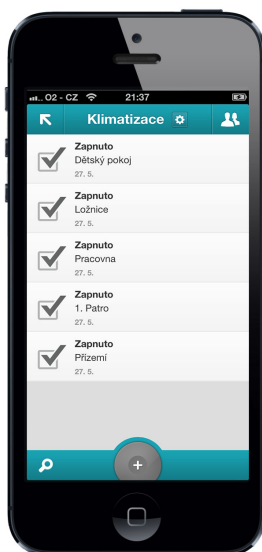 O2 - CZ 21:37
Klimatizace
Zapnuto
Dětský pokoj
27. 5.
Zapnuto
Ložnice
27. 5.
Zapnuto
Pracovna
27. 5.
Zapnuto
1. Patro
27. 5.
Zapnuto
Přízemí
27. 5.